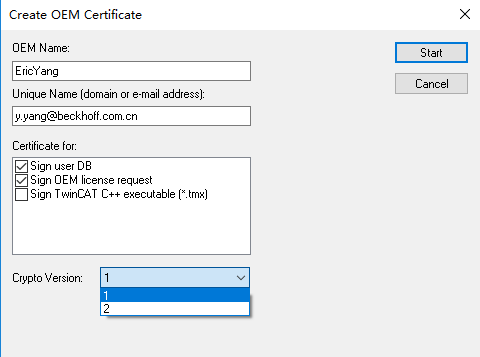 Create OEM Certificate
OEM Name:
EricYang
Start
Cancel
Unique Name (domain or e-mail address):
y.yang@beckhoff.com.cn
Certificate for:
Sign user DB
Sign OEM license request
Sign TwinCAT C++ executable (*.tmx)
Crypto Version: 1
1
2